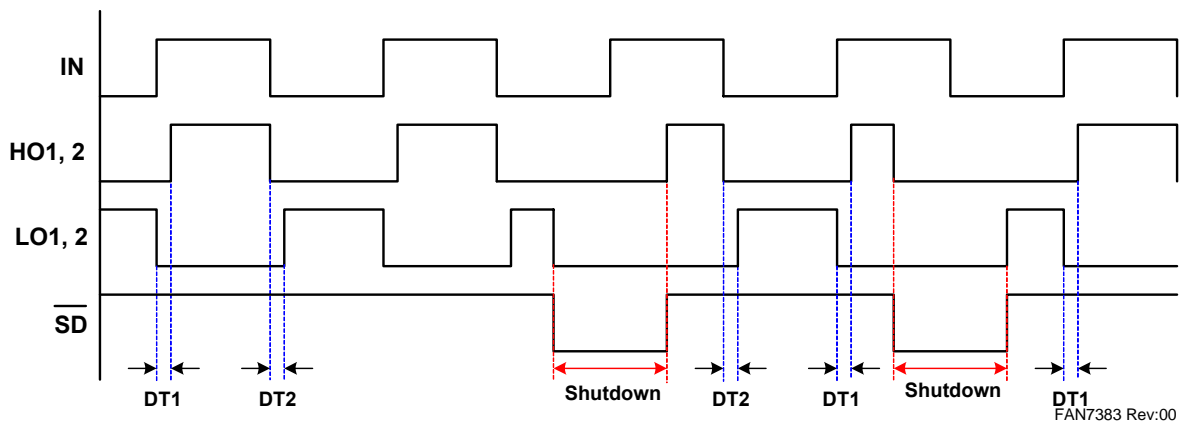 IN
HO1, 2
LO1, 2
SD
DT1
DT2
Shutdown
DT2
DT1
Shutdown
DT1
FAN7383 Rev:00